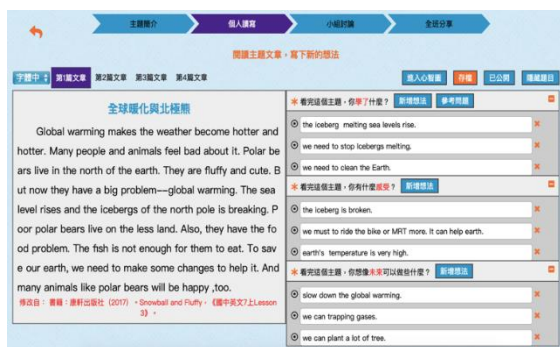 主題簡介
個人讀寫
小組討論
全班分享
閱讀主題文章，寫下新的想法
字體中
第1篇文章 第2篇文章 第3篇文章 第4篇文章
進入心智圖 存檔 已公開 隱藏題目
全球暖化與北極熊
Global warming makes the weather become hotter and
hotter. Many people and animals feel bad about it. Polar be
ars live in the north of the earth. They are fluffy and cute. B
ut now they have a big problem--global warming. The sea
level rises and the icebergs of the north pole is breaking. P
oor polar bears live on the less land. Also, they have the fo
od problem. The fish is not enough for them to eat. To sav
e our earth, we need to make some changes to help it. And
many animals like polar bears will be happy ,too.
修改自： 書籍：康軒出版社（2017），Snowball and Fluffy，《國中英文7上Lesson
3》。
＊看完這個主題，你學了什麼？ 新增想法 參考問題
the iceberg melting sea levels rise.
we need to stop Icebergs melting.
we need to clean the Earth.
＊看完這個主題，你有什麼感受？ 新增想法
the iceberg is broken.
we must to ride the bike or MRT more. It can help earth.
earth's temperature is very high.
＊看完這個主題，你想像未來可以做些什麼？ 新增想法
slow down the global warming.
we can trapping gases.
we can plant a lot of tree.